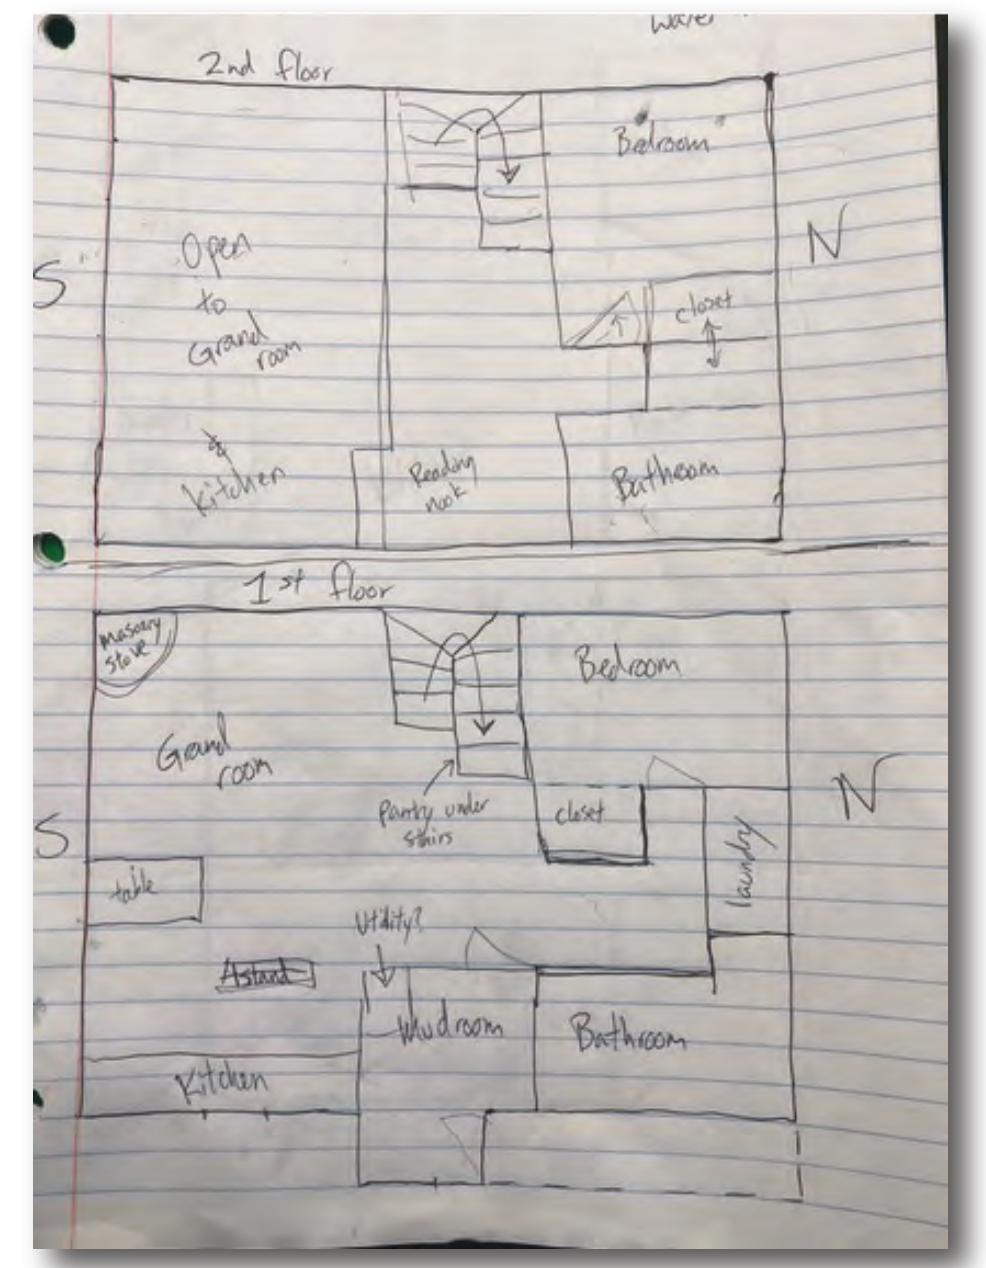 Water
2nd floor
Bedroom
N
S
Open
to
Grand
room
closet
&
Kitchen
Reading
nook
Bathroom
1st floor
masonry
stove
Bedroom
Grand
room
N
S
Pantry under
stairs
closet
laundry
table
Utility?
Island
Mudroom
Bathroom
Kitchen